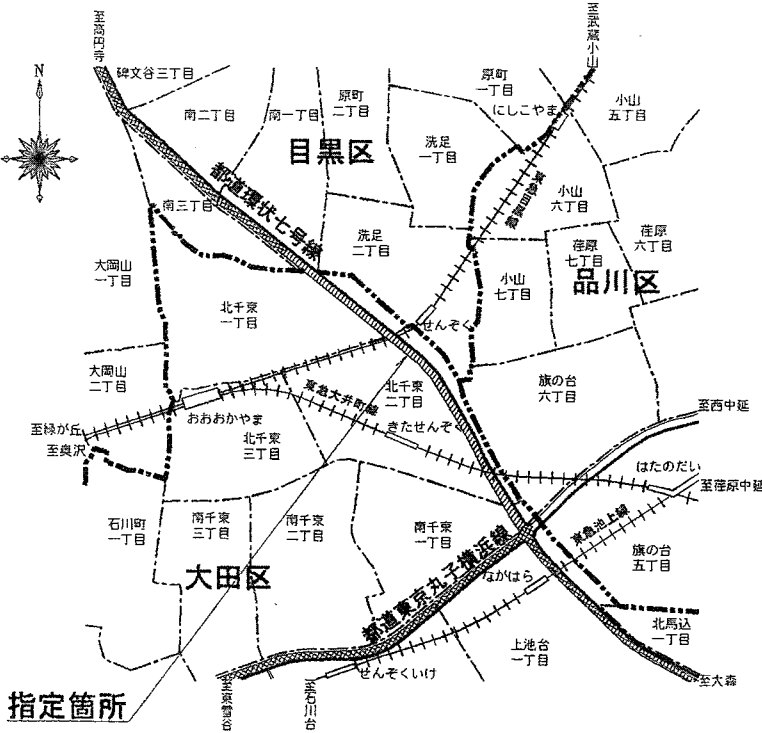 至高円寺
至武蔵小山
N
碑文谷三丁目
南二丁目
南一丁目
原町
二丁目
原町
一丁目
にしこやま
小山
五丁目
目黒区
洗足
一丁目
東急目黒線
小山
六丁目
都道環状七号線
南三丁目
洗足
二丁目
荏原
七丁目
荏原
六丁目
大岡山
一丁目
小山
七丁目
品川区
北千束
一丁目
せんぞく
大岡山
二丁目
東急大井町線
北千束
二丁目
旗の台
六丁目
おおおかやま
きたせんぞく
至西中延
至緑が丘
至奥沢
北千束
三丁目
はたのだい
至荏原中延
石川町
一丁目
南千束
三丁目
南千束
二丁目
南千束
一丁目
東急池上線
旗の台
五丁目
大田区
都道東京丸子横浜線
ながはら
北馬込
一丁目
上池台
一丁目
せんぞくいけ
至大森
至東雪谷
至石川台
指定箇所